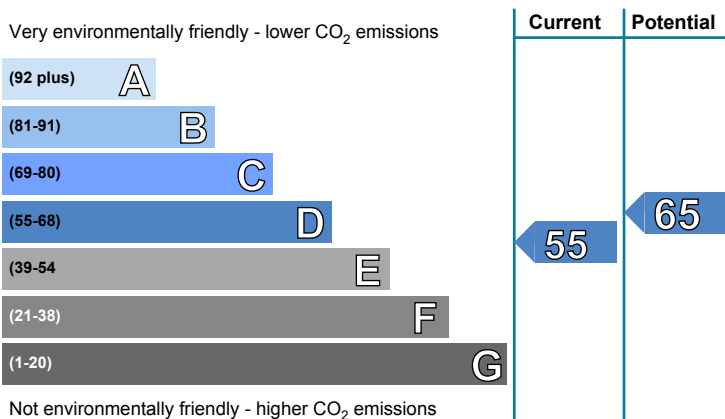 Very environmentally friendly - lower CO2 emissions
Current Potential
(92 plus) A
(81-91) B
(69-80) C
(55-68) D
65
55
(39-54 E
(21-38) F
(1-20) G
Not environmentally friendly - higher CO2 emissions